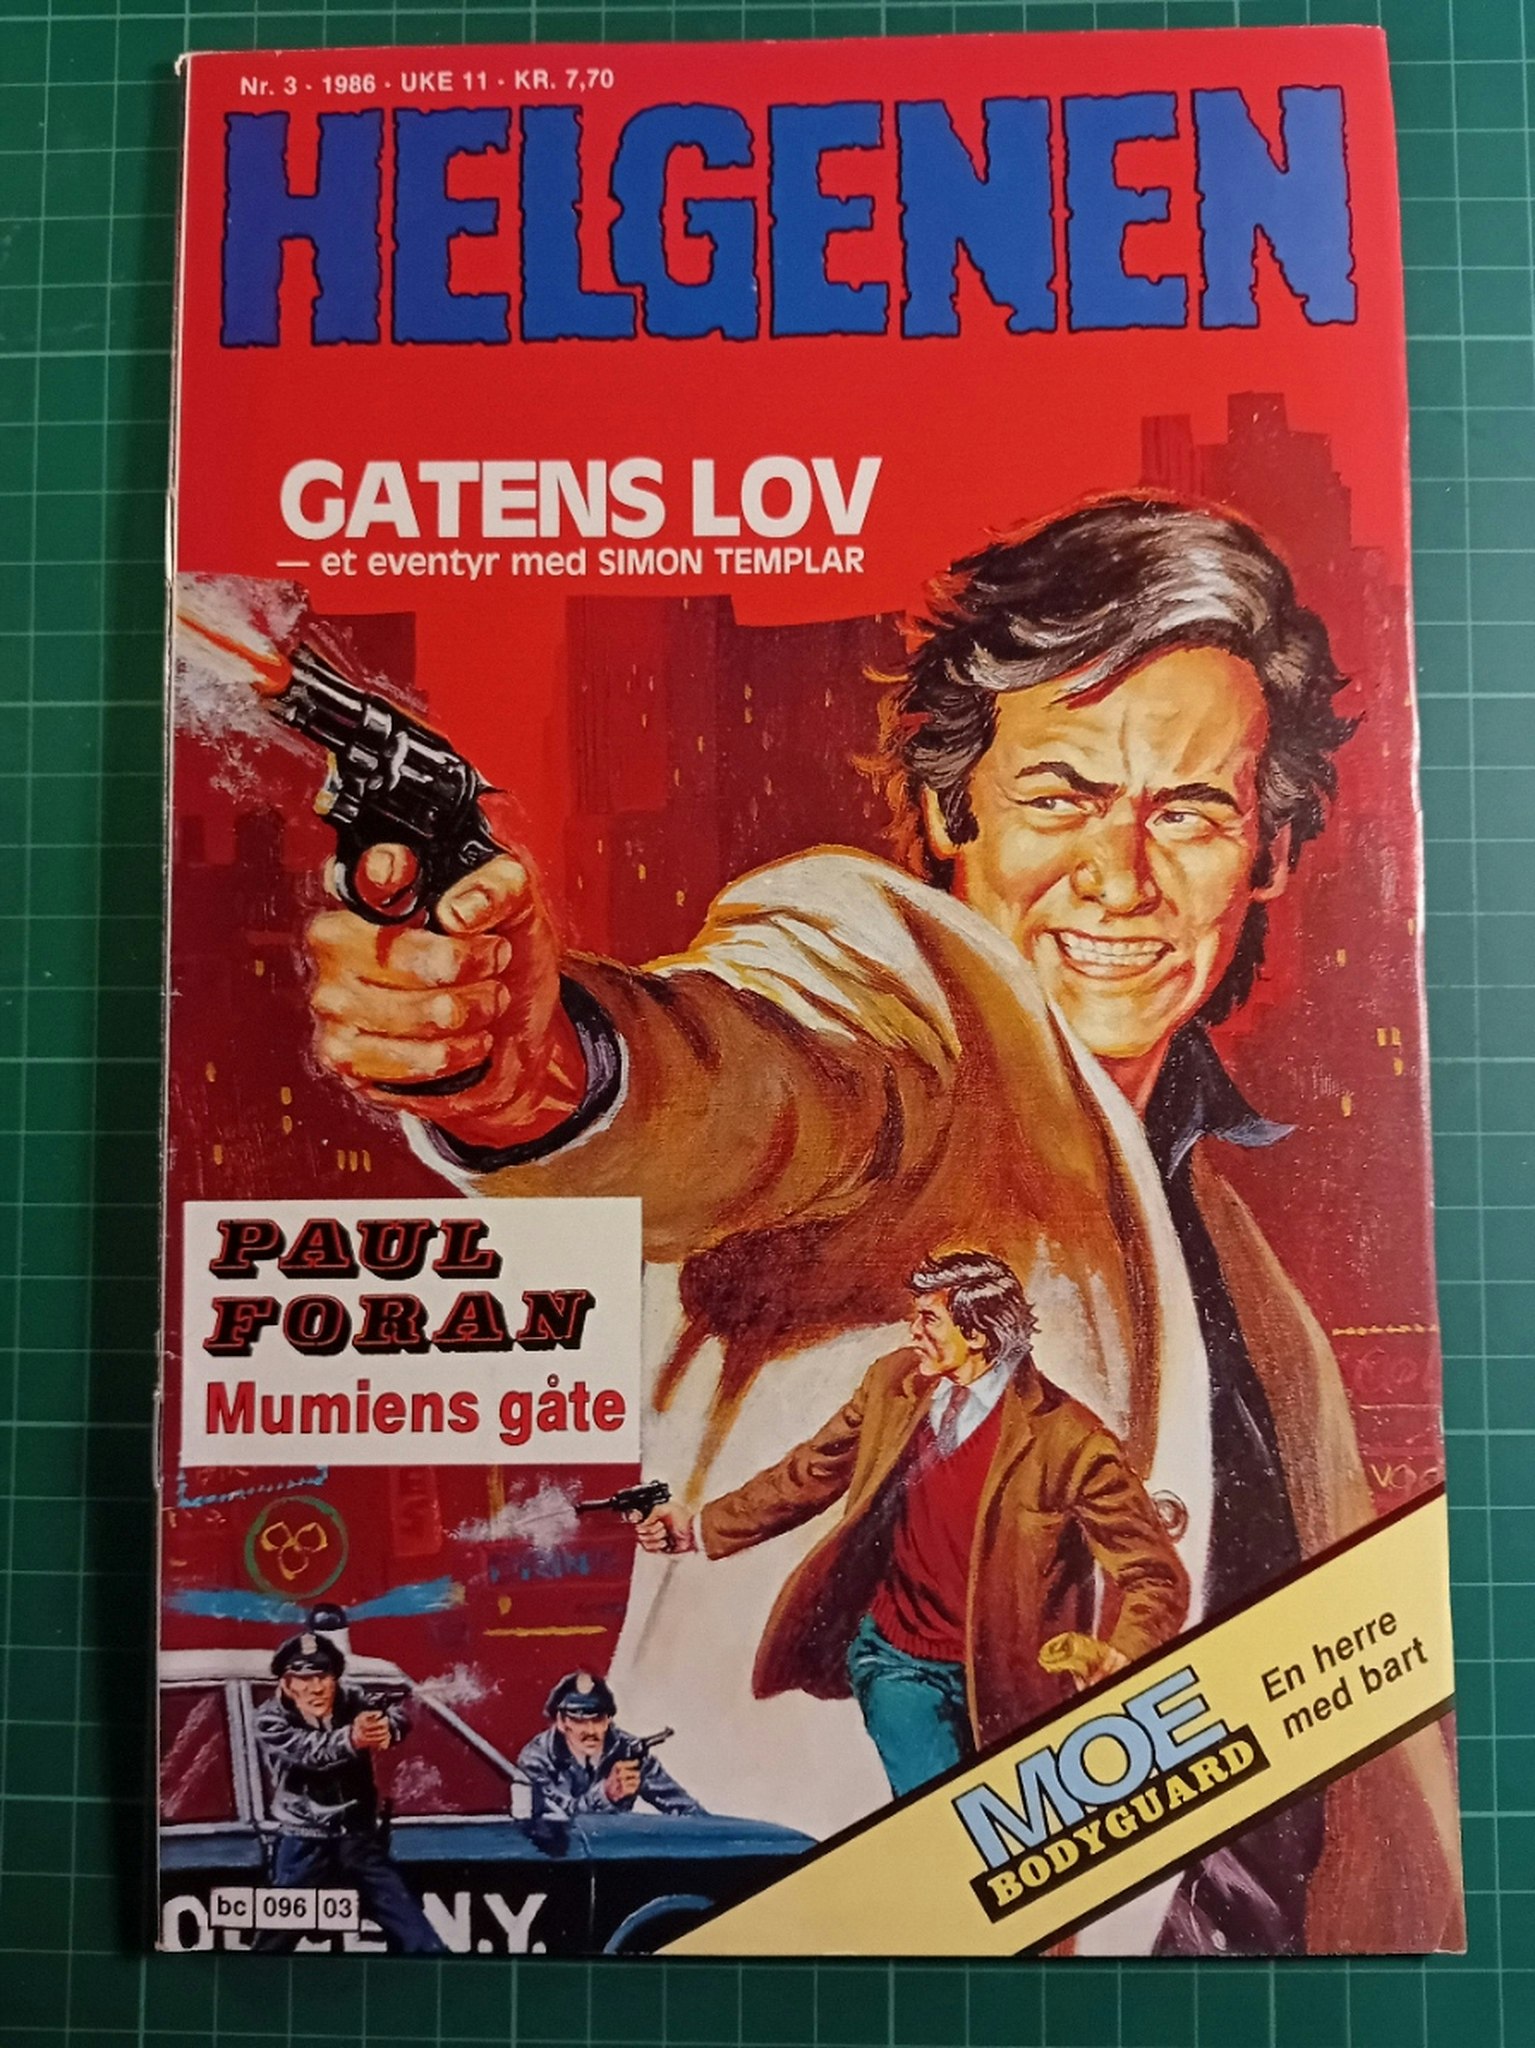 Nr. 3 · 1986 · UKE 11 · KR. 7,70
HELGENEN
GATENS LOV
— et eventyr med SIMON TEMPLAR
PAUL
FORAN
Mumiens gåte
En herre
med bart
MOE
BODYGUARD
bc 096 03
N.Y.